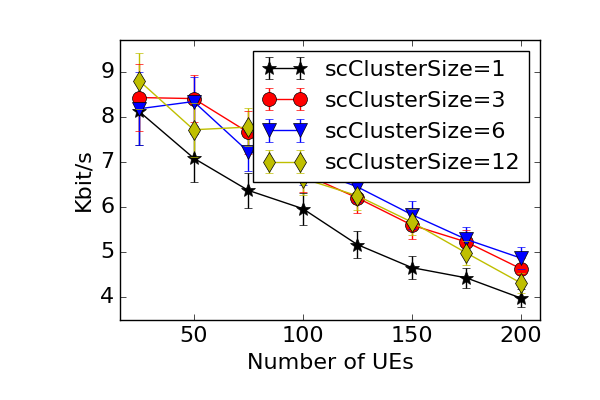 9
8
7
6
5
4
Kbit/s
scClusterSize=1
scClusterSize=3
scClusterSize=6
scClusterSize=12
50
100
150
200
Number of UEs